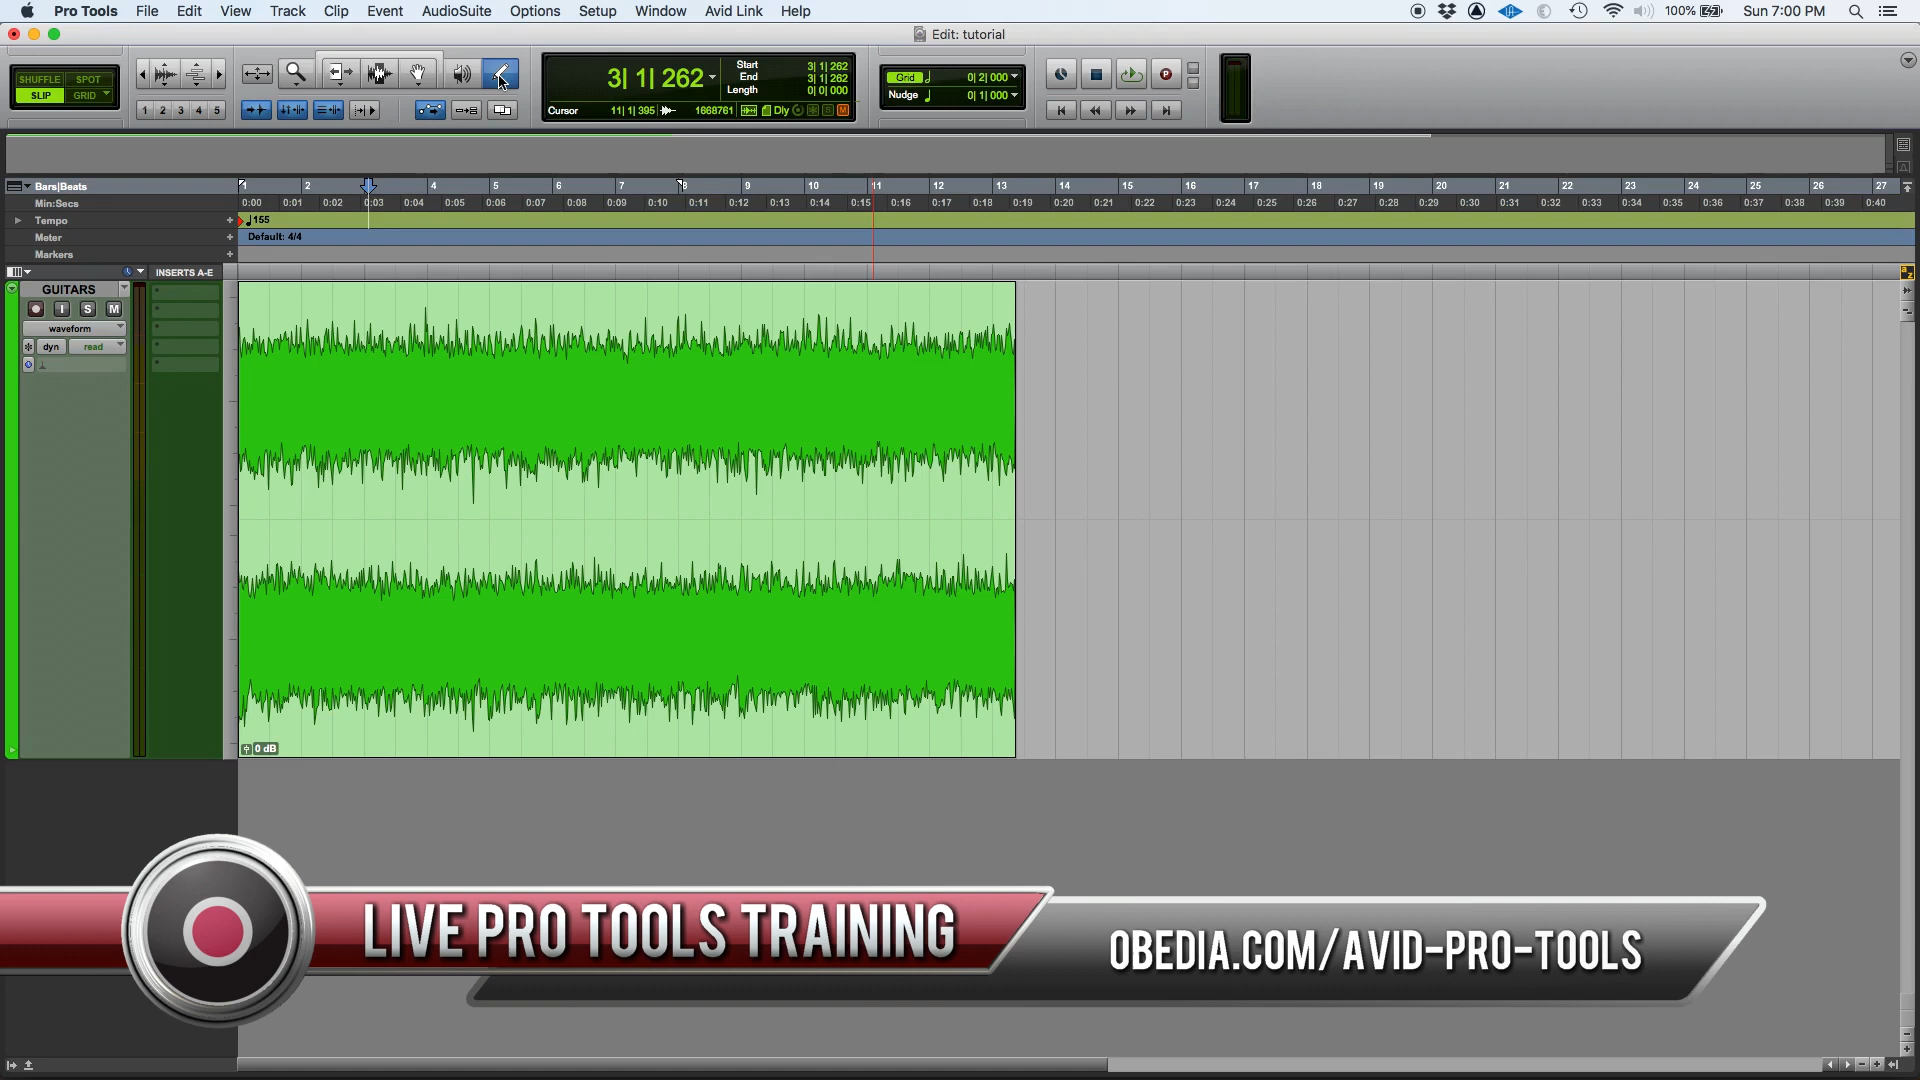 Pro Tools File Edit View Track Clip Event AudioSuite Options Setup Window Avid Link Help 100% Sun 7:00 PM
Edit: tutorial
SHUFFLE SPOT
SLIP GRID
1 2 3 4 5
3| 1| 262
Start 3| 1| 262
End 3| 1| 262
Length 0| 0| 000
Cursor 11| 1| 395 1668761 Dly S M
Grid 0| 2| 000
Nudge 0| 1| 000
Bars|Beats 1 2 4 5 6 7 8 9 10 11 12 13 14 15 16 17 18 19 20 21 22 23 24 25 26 27
Min:Secs 0:00 0:01 0:02 0:03 0:04 0:05 0:06 0:07 0:08 0:09 0:10 0:11 0:12 0:13 0:14 0:15 0:16 0:17 0:18 0:19 0:20 0:21 0:22 0:23 0:24 0:25 0:26 0:27 0:28 0:29 0:30 0:31 0:32 0:33 0:34 0:35 0:36 0:37 0:38 0:39 0:40
Tempo + 155
Meter + Default: 4/4
Markers +
INSERTS A-E
a z
GUITARS
I S M
waveform
dyn read
0 dB
LIVE PRO TOOLS TRAINING
OBEDIA.COM/AVID-PRO-TOOLS